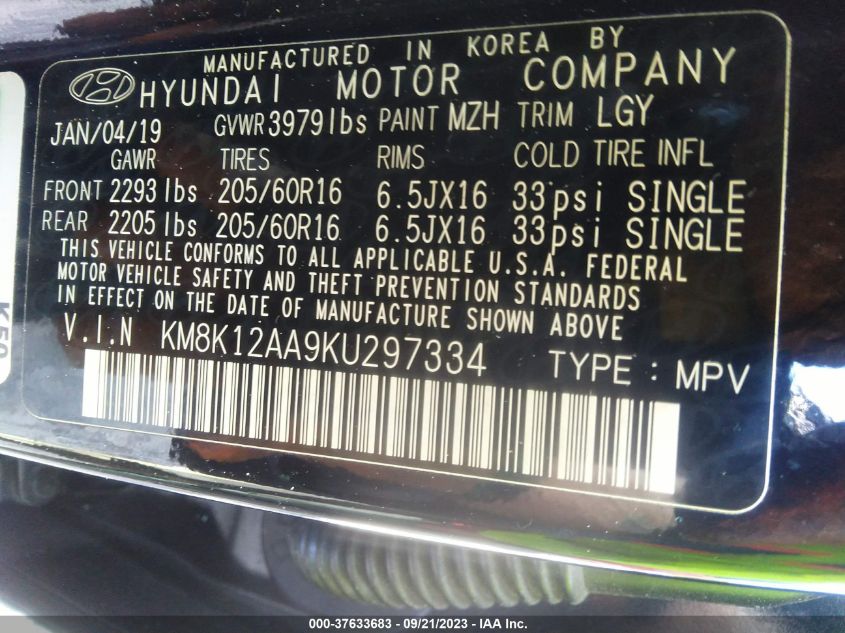 MANUFACTURED IN KOREA BY
HYUNDAI MOTOR COMPANY
JAN/04/19 GVWR 3979 lbs PAINT MZH TRIM LGY
GAWR TIRES RIMS COLD TIRE INFL
FRONT 2293 lbs 205/60R16 6.5JX16 33psi SINGLE
REAR 2205 lbs 205/60R16 6.5JX16 33psi SINGLE
THIS VEHICLE CONFORMS TO ALL APPLICABLE U.S.A. FEDERAL
MOTOR VEHICLE SAFETY AND THEFT PREVENTION STANDARDS
IN EFFECT ON THE DATE OF MANUFACTURE SHOWN ABOVE
V.I.N KM8K12AA9KU297334 TYPE : MPV
K50
000-37633683 - 09/21/2023 - IAA Inc.